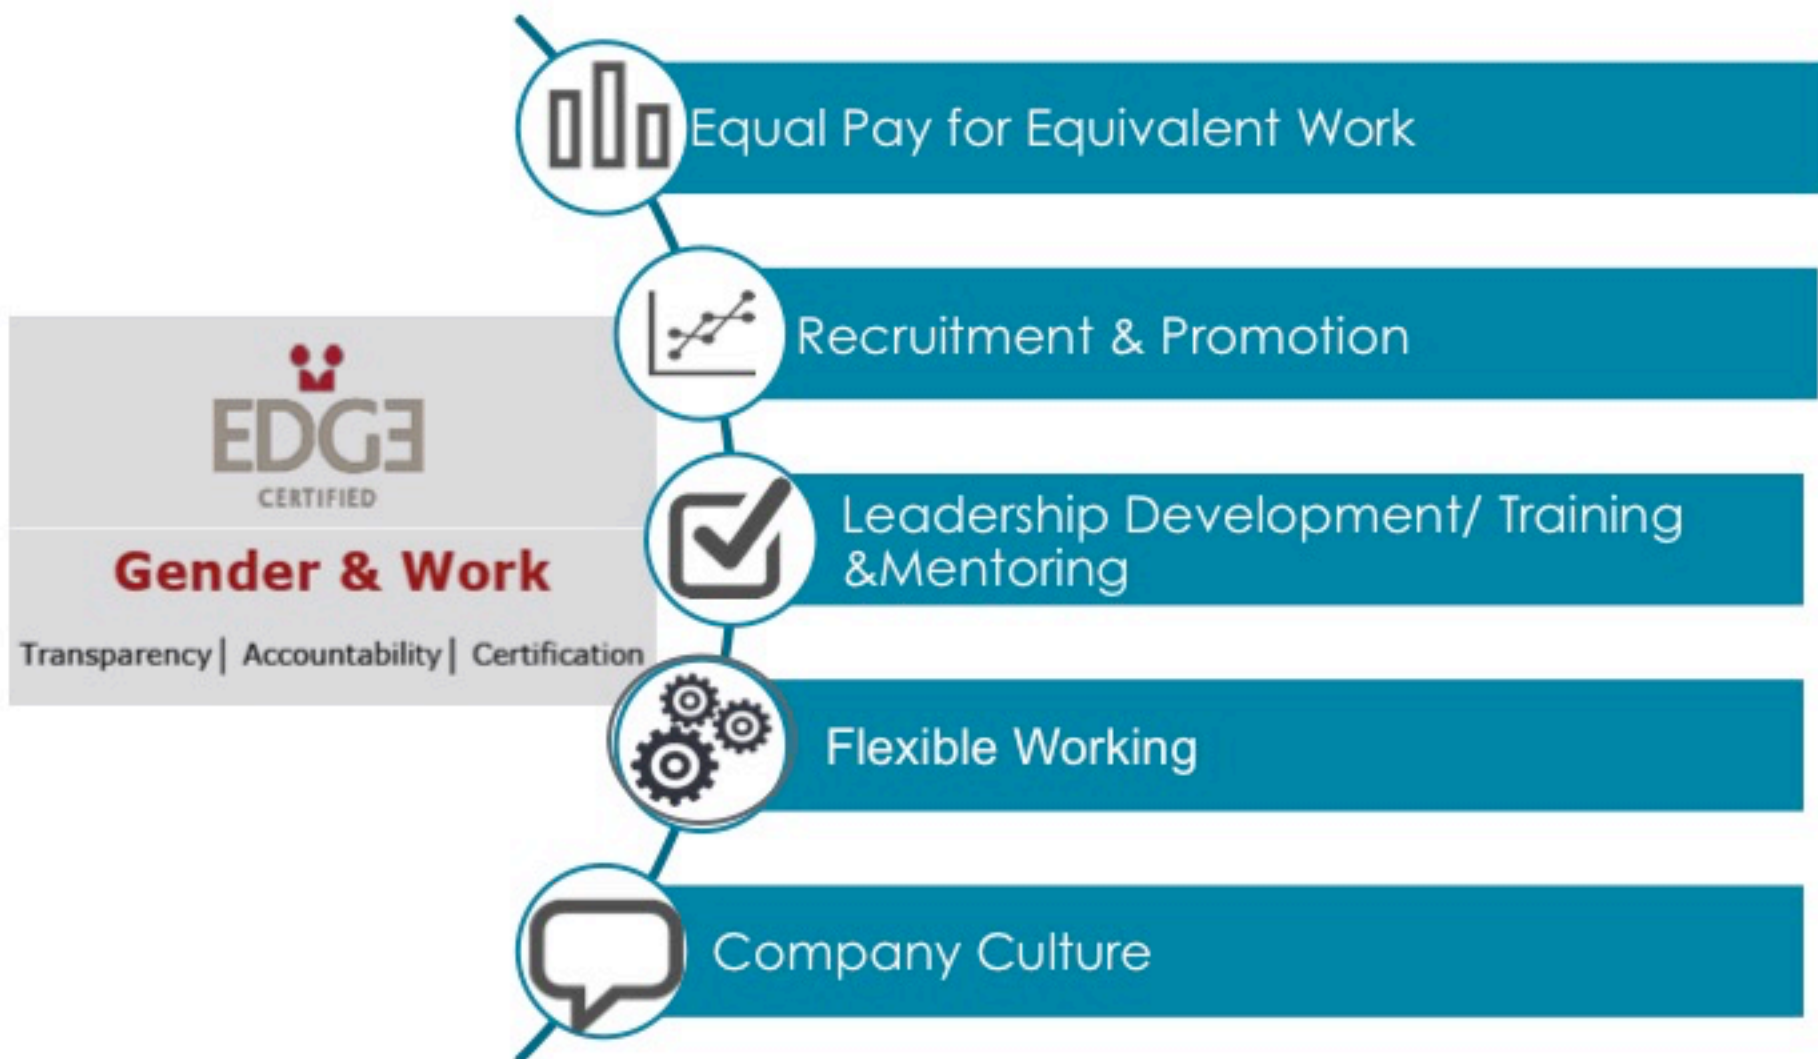 EDGE
CERTIFIED
Gender & Work
Transparency| Accountability| Certification
Equal Pay for Equivalent Work
Recruitment & Promotion
Leadership Development/ Training
&Mentoring
Flexible Working
Company Culture